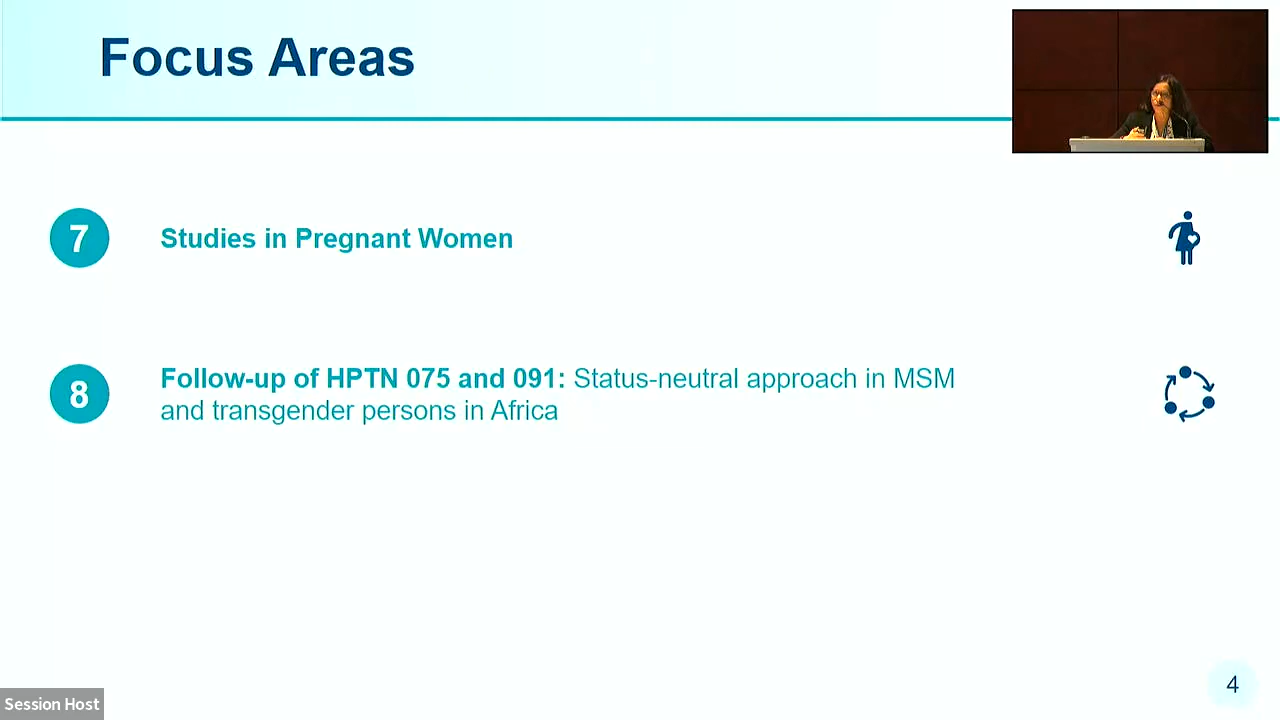 Focus Areas
7
Studies in Pregnant Women
8
Follow-up of HPTN 075 and 091: Status-neutral approach in MSM
and transgender persons in Africa
4
Session Host